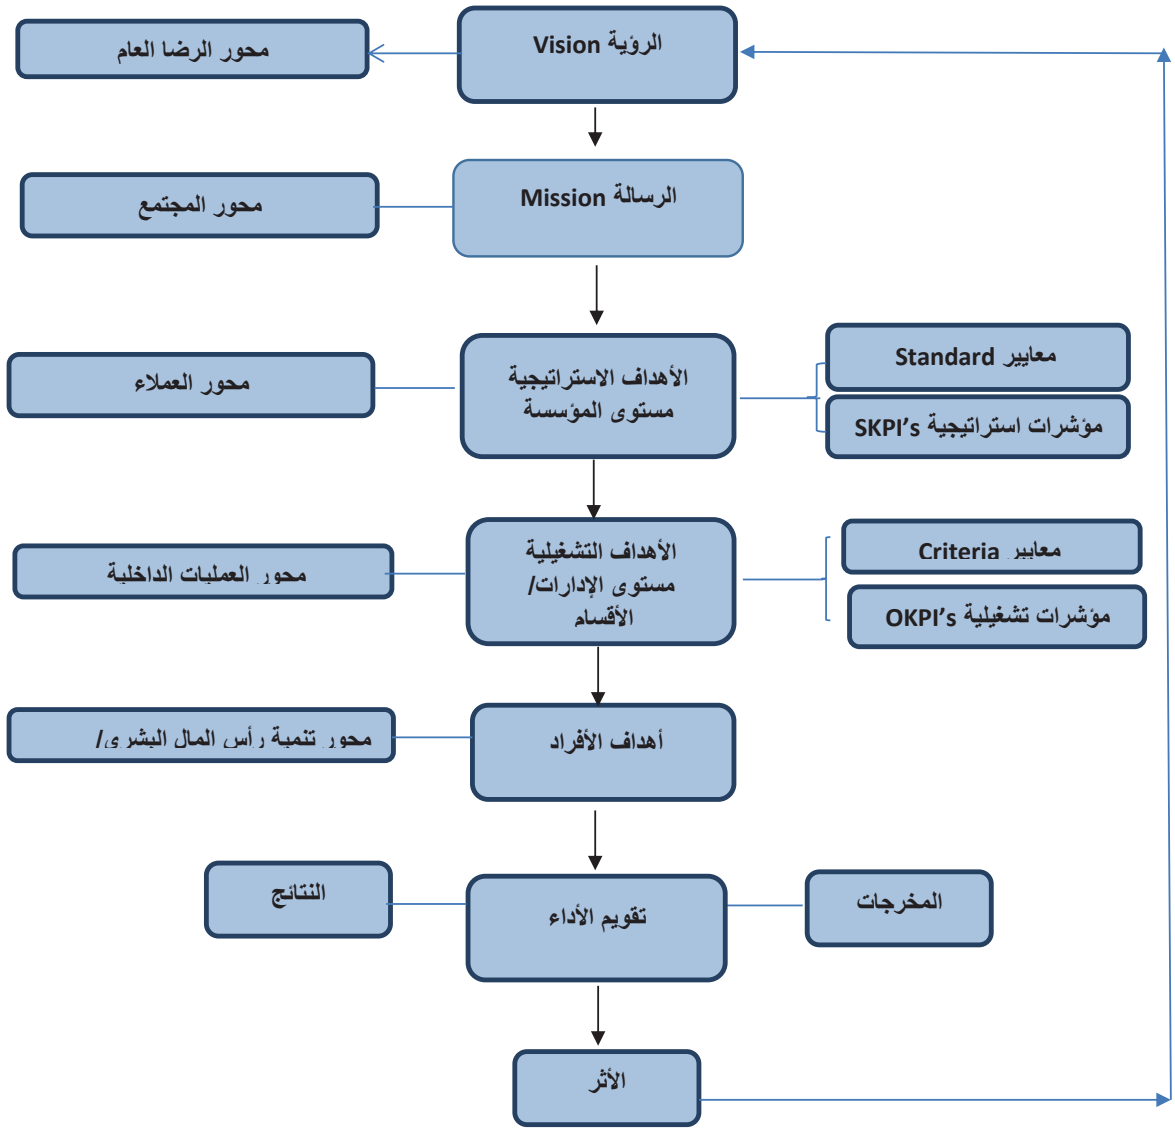 الرؤية Vision
محور الرضا العام
الرسالة Mission
محور المجتمع
الأهداف الاستراتيجية
مستوى المؤسسة
محور العملاء
معايير Standard
مؤشرات استراتيجية SKPI’s
الأهداف التشغيلية
مستوى الإدارات/
الأقسام
محور العمليات الداخلية
معايير Criteria
مؤشرات تشغيلية OKPI’s
أهداف الأفراد
محور تنمية رأس المال البشري/
تقويم الأداء
المخرجات
النتائج
الأثر